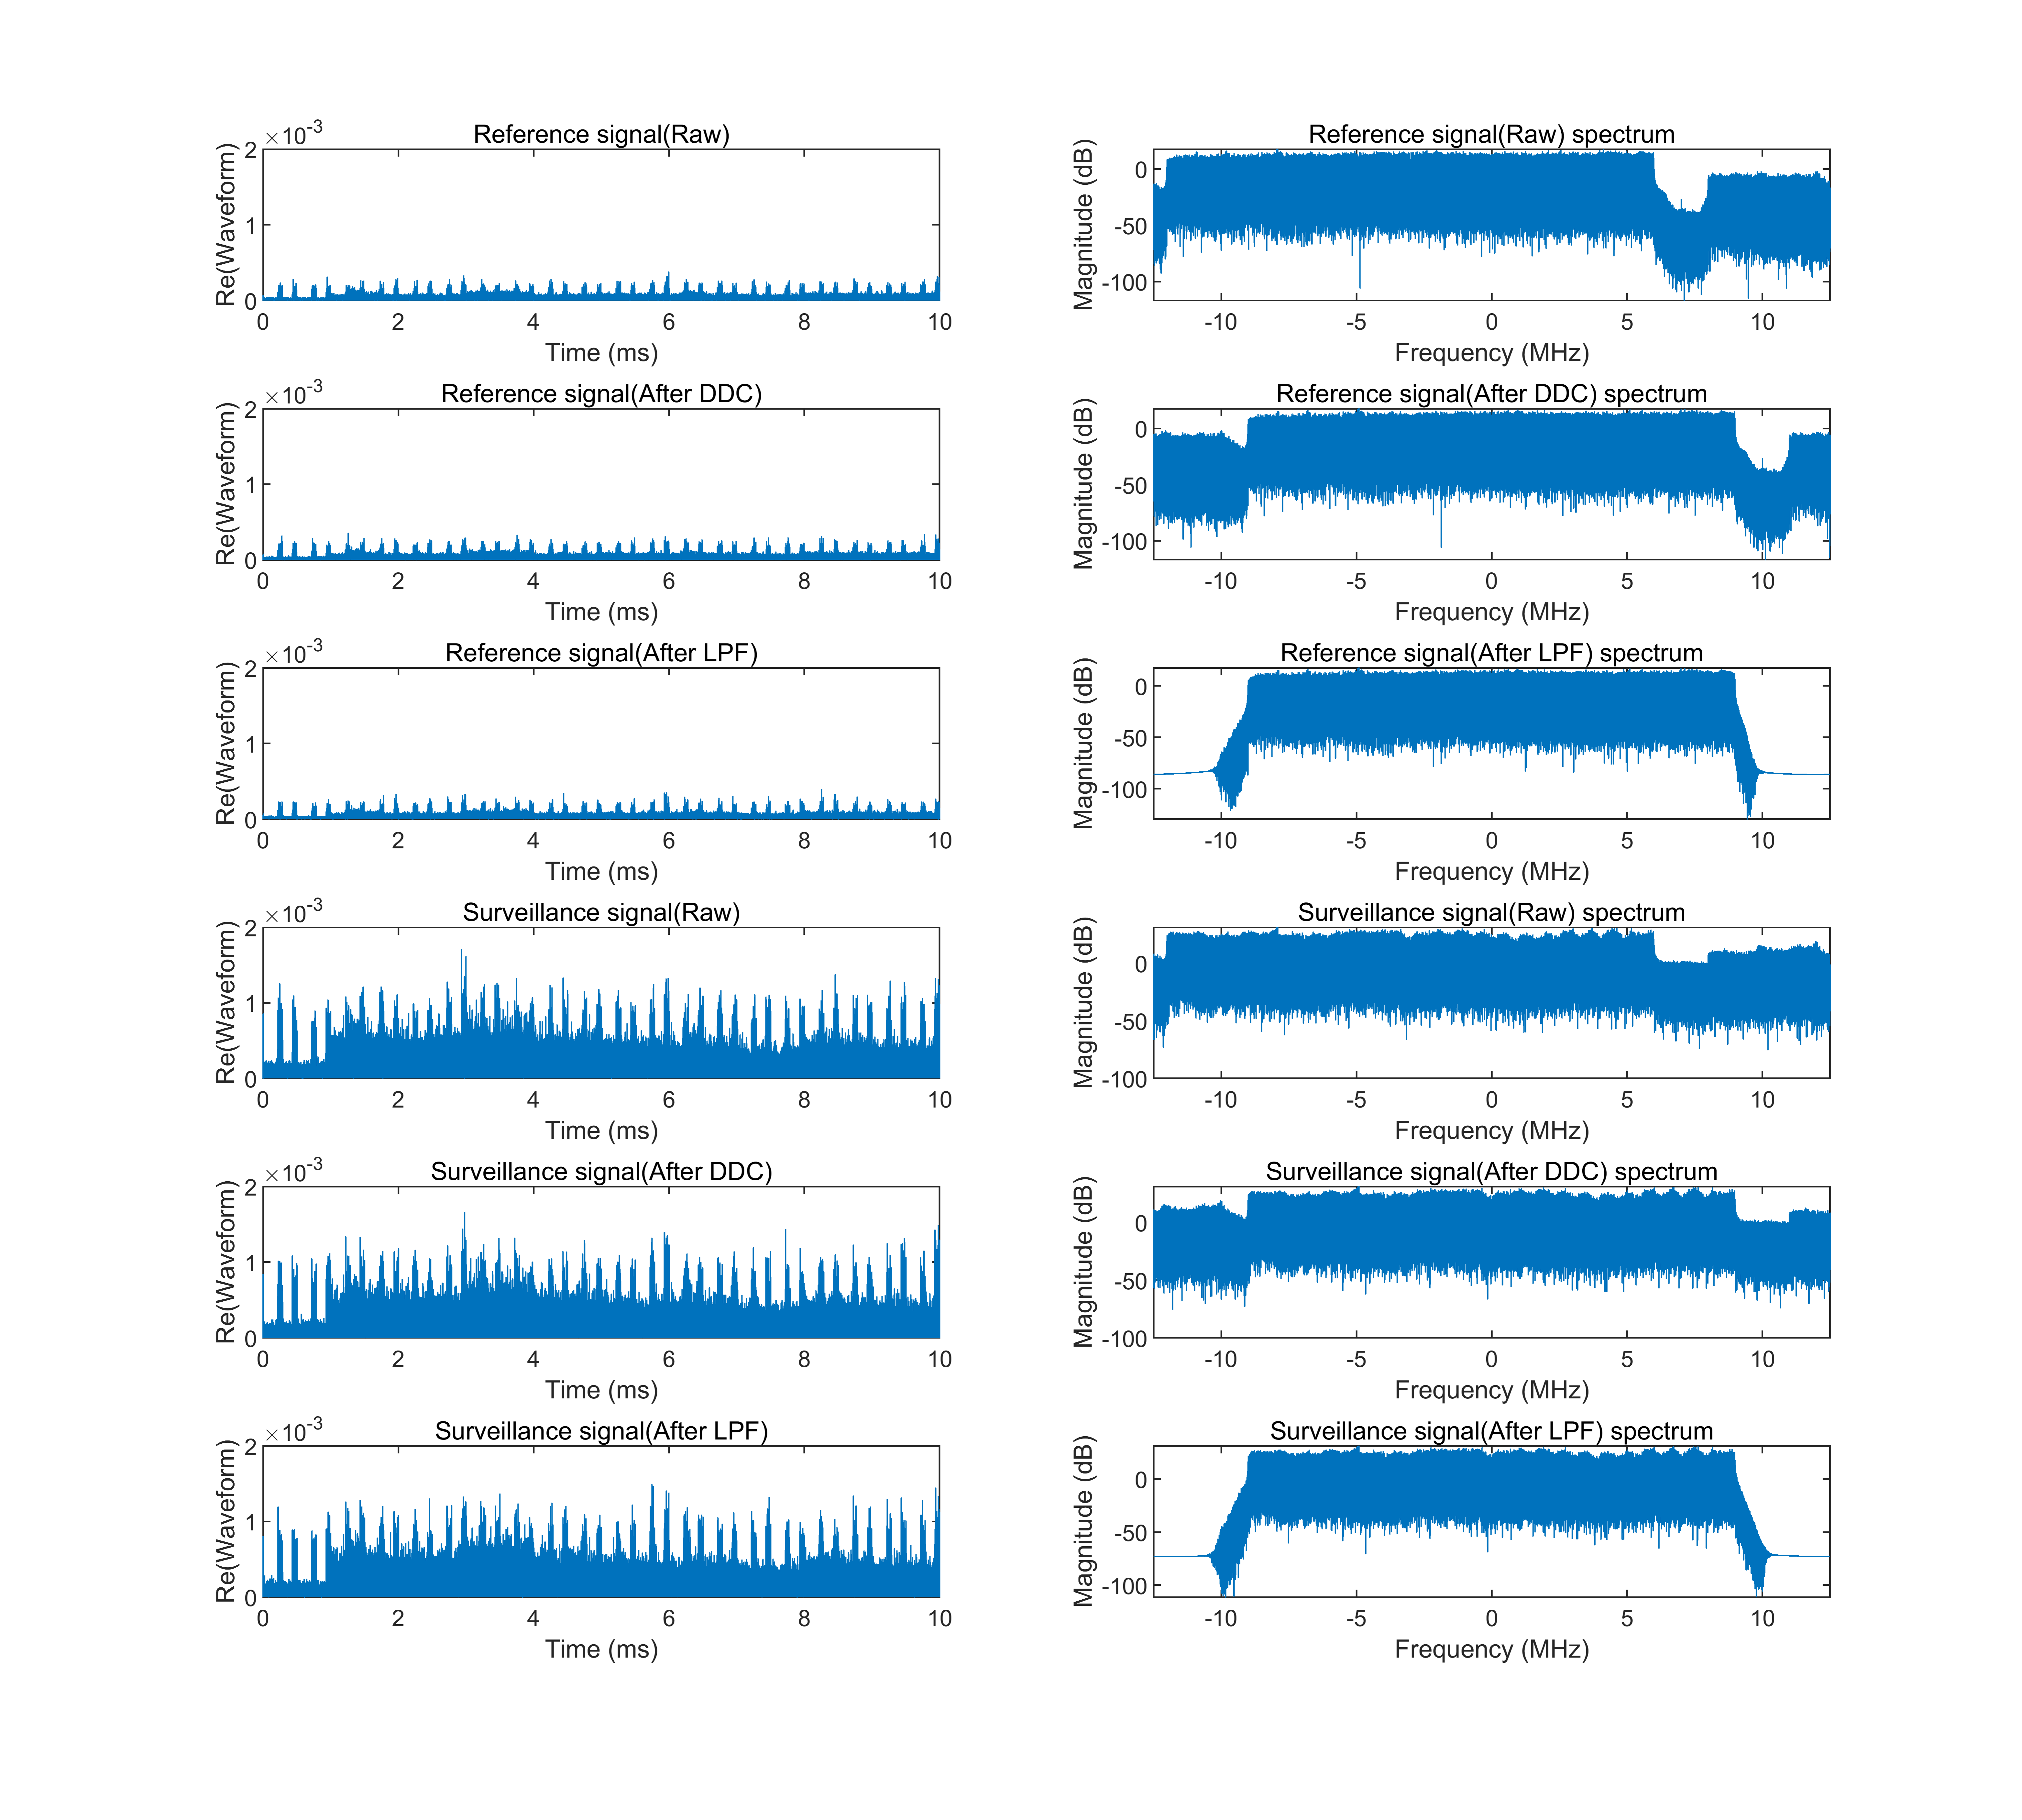 Reference signal(Raw)
×10-3
Re(Waveform)
2
1
0
0 2 4 6 8 10
Time (ms)
Reference signal(Raw) spectrum
Magnitude (dB)
0
-50
-100
-10 -5 0 5 10
Frequency (MHz)
Reference signal(After DDC)
×10-3
Re(Waveform)
2
1
0
0 2 4 6 8 10
Time (ms)
Reference signal(After DDC) spectrum
Magnitude (dB)
0
-50
-100
-10 -5 0 5 10
Frequency (MHz)
Reference signal(After LPF)
×10-3
Re(Waveform)
2
1
0
0 2 4 6 8 10
Time (ms)
Reference signal(After LPF) spectrum
Magnitude (dB)
0
-50
-100
-10 -5 0 5 10
Frequency (MHz)
Surveillance signal(Raw)
×10-3
Re(Waveform)
2
1
0
0 2 4 6 8 10
Time (ms)
Surveillance signal(Raw) spectrum
Magnitude (dB)
0
-50
-100
-10 -5 0 5 10
Frequency (MHz)
Surveillance signal(After DDC)
×10-3
Re(Waveform)
2
1
0
0 2 4 6 8 10
Time (ms)
Surveillance signal(After DDC) spectrum
Magnitude (dB)
0
-50
-100
-10 -5 0 5 10
Frequency (MHz)
Surveillance signal(After LPF)
×10-3
Re(Waveform)
2
1
0
0 2 4 6 8 10
Time (ms)
Surveillance signal(After LPF) spectrum
Magnitude (dB)
0
-50
-100
-10 -5 0 5 10
Frequency (MHz)